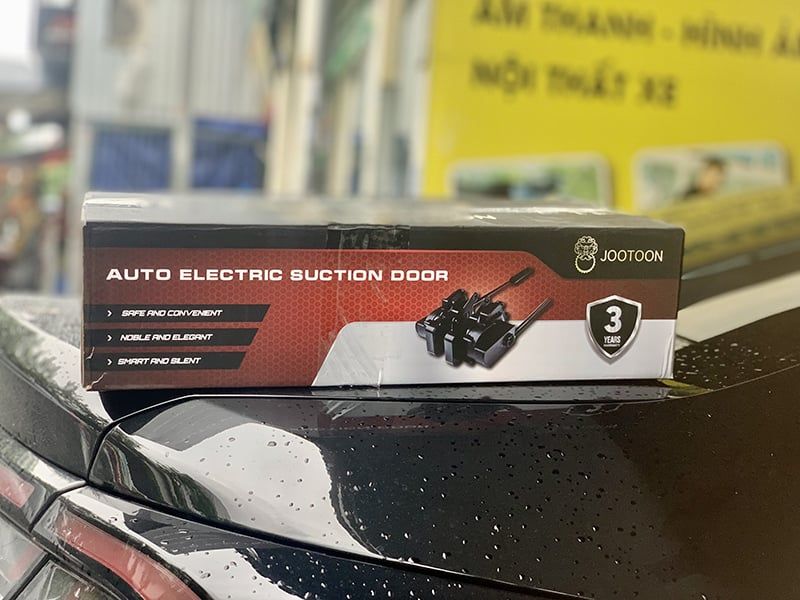 ÂM THANH - HÌNH Ả
NỘI THẤT XE
JOOTOON
AUTO ELECTRIC SUCTION DOOR
> SAFE AND CONVENIENT
> NOBLE AND ELEGANT
> SMART AND SILENT
3
YEARS
WARRANTY